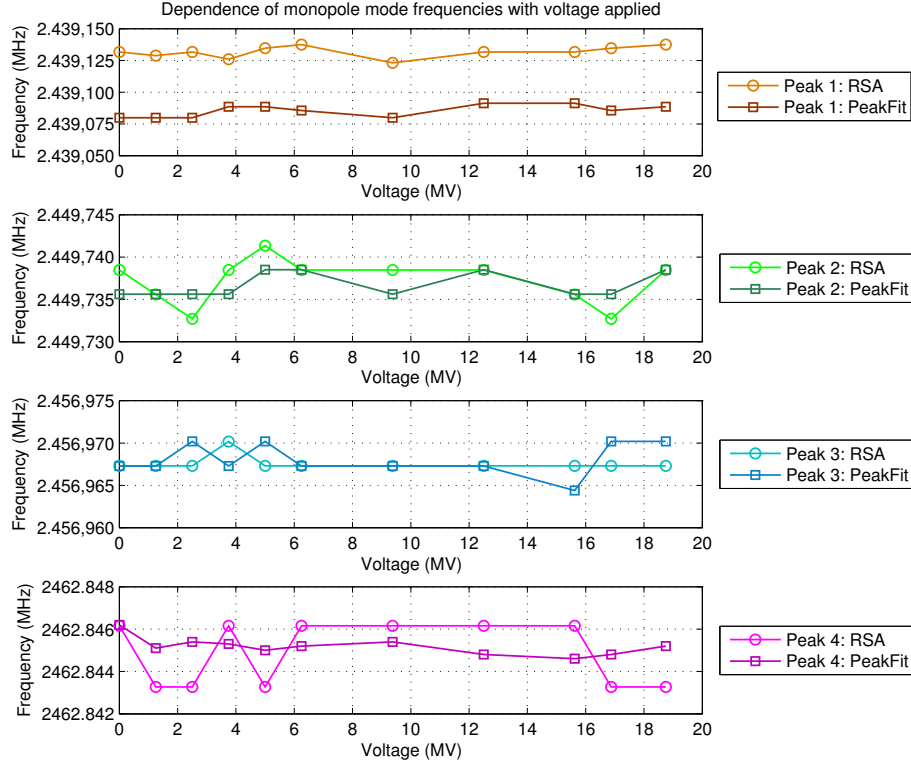 Dependence of monopole mode frequencies with voltage applied
Frequency (MHz)
2.439,150
2.439,125
2.439,100
2.439,075
2.439,050
0 2 4 6 8 10 12 14 16 18 20
Voltage (MV)
Peak 1: RSA
Peak 1: PeakFit
Frequency (MHz)
2.449,745
2.449,740
2.449,735
2.449,730
0 2 4 6 8 10 12 14 16 18 20
Voltage (MV)
Peak 2: RSA
Peak 2: PeakFit
Frequency (MHz)
2.456,975
2.456,970
2.456,965
2.456,960
0 2 4 6 8 10 12 14 16 18 20
Voltage (MV)
Peak 3: RSA
Peak 3: PeakFit
Frequency (MHz)
2462.848
2462.846
2462.844
2462.842
0 2 4 6 8 10 12 14 16 18 20
Voltage (MV)
Peak 4: RSA
Peak 4: PeakFit